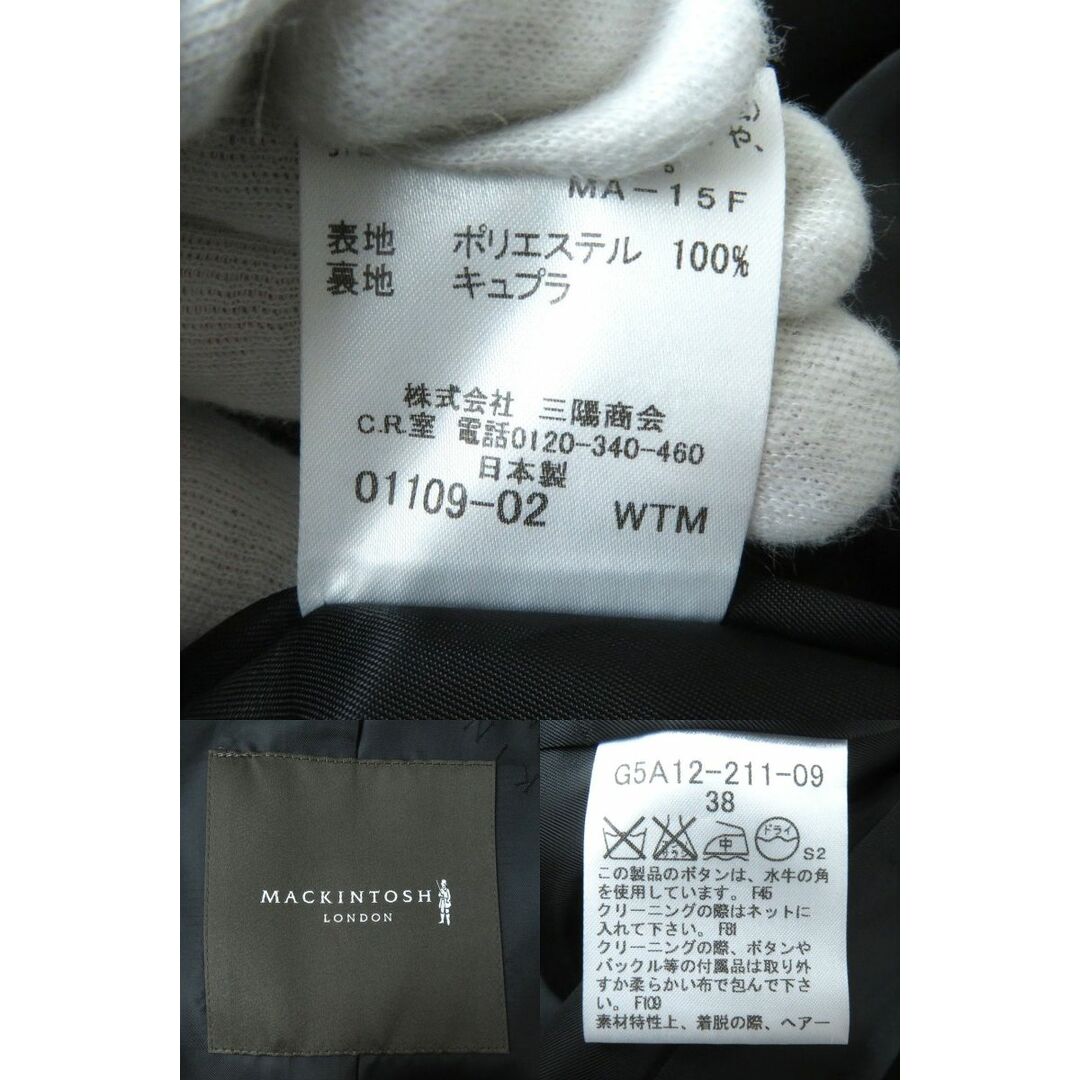 や、
MA-15F
表地 ポリエステル 100%
裏地 キュプラ
株式会社 三陽商会
C.R.室 電話0120-340-460
日本製
01109-02 WTM
MACKINTOSH
LONDON
G5A12-211-09
38
中 ドライ
S2
この製品のボタンは、水牛の角
を使用しています。F45
クリーニングの際はネットに
入れて下さい。F81
クリーニングの際、ボタンや
バックル等の付属品は取り外
すか柔らかい布で包んで下さ
い。F109
素材特性上、着脱の際、ヘアー